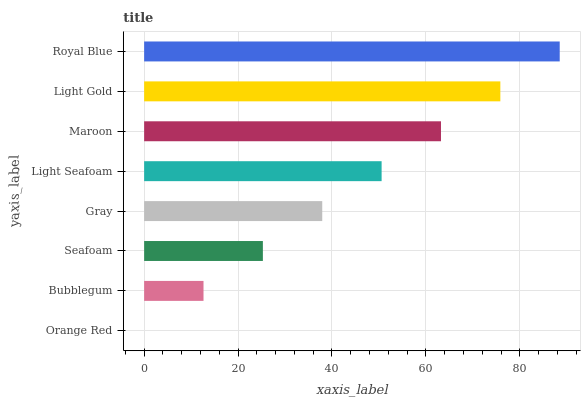 title
Royal Blue
Light Gold
Maroon
Light Seafoam
Gray
Seafoam
Bubblegum
Orange Red
yaxis_label
0 20 40 60 80
xaxis_label